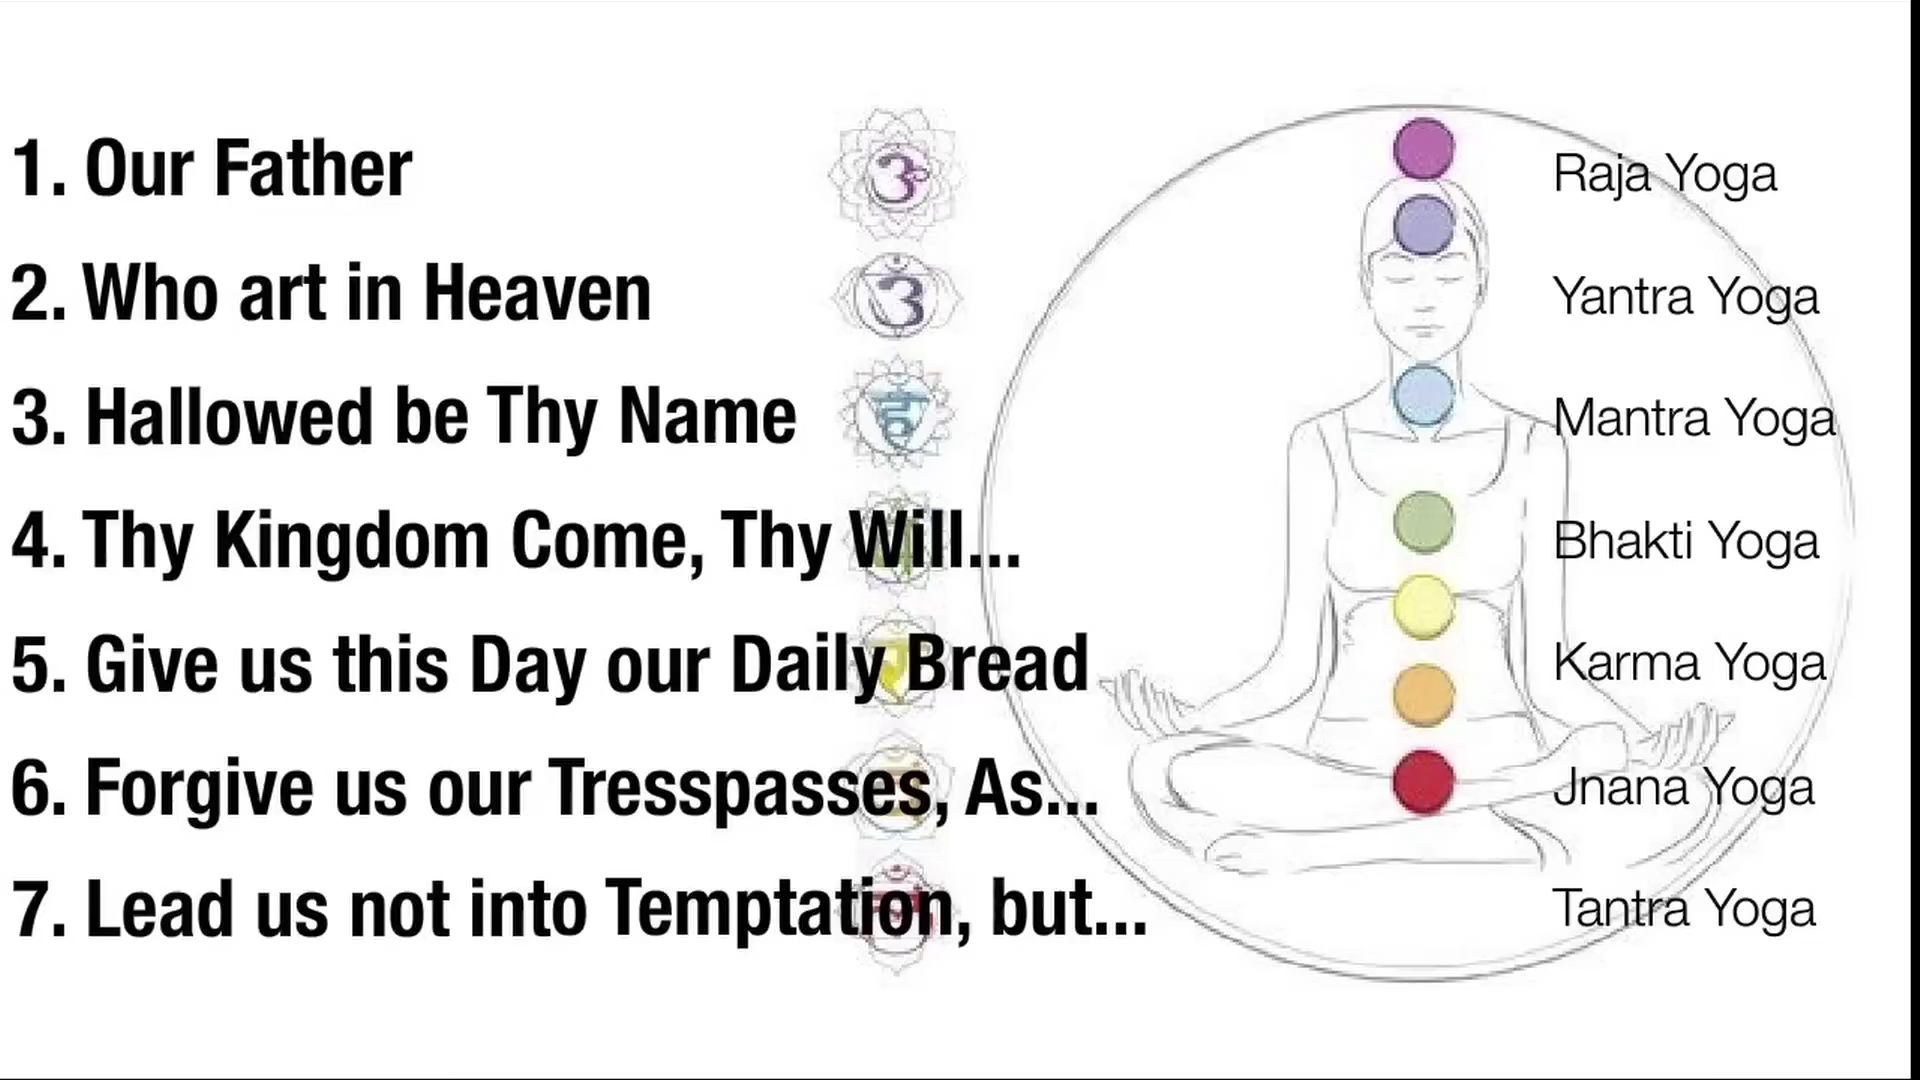 1. Our Father
Raja Yoga
2. Who art in Heaven
Yantra Yoga
3. Hallowed be Thy Name
Mantra Yoga
4. Thy Kingdom Come, Thy Will...
Bhakti Yoga
5. Give us this Day our Daily Bread
Karma Yoga
6. Forgive us our Tresspasses, As...
Jnana Yoga
7. Lead us not into Temptation, but...
Tantra Yoga